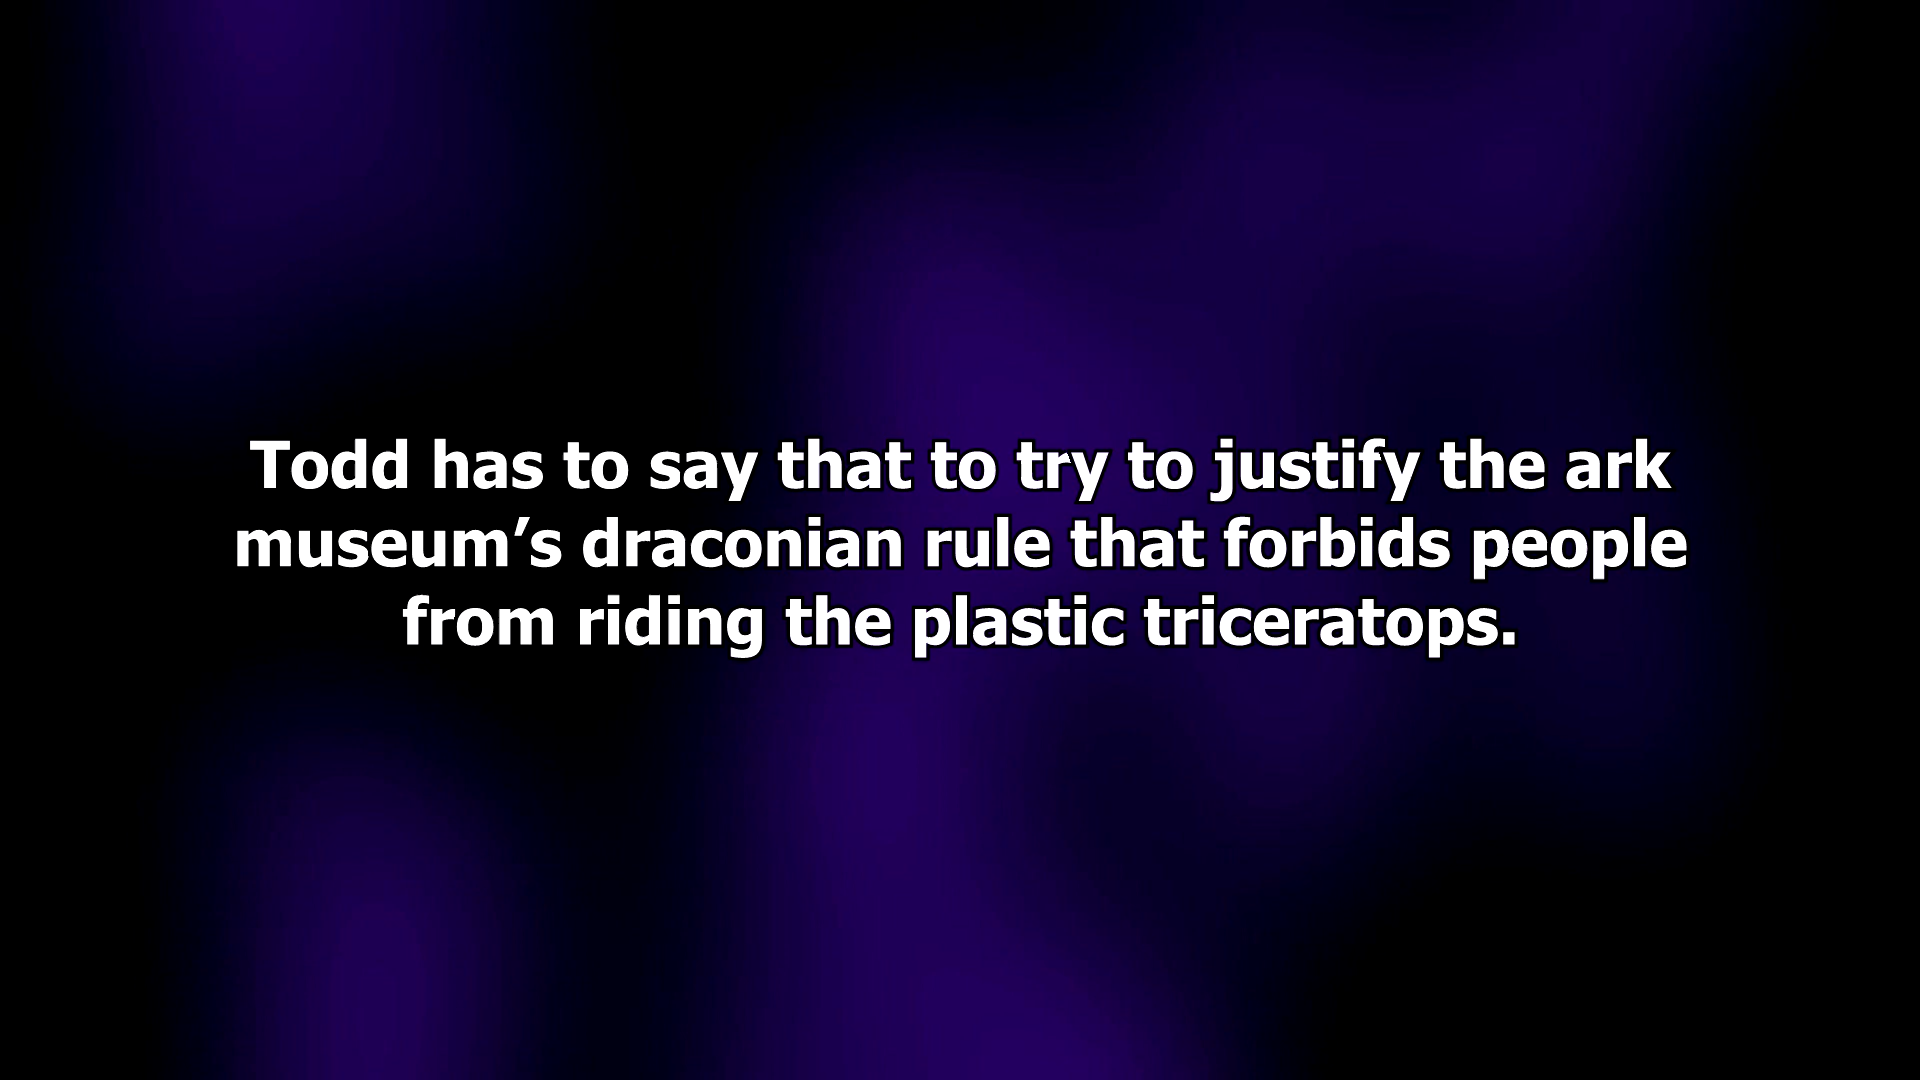 Todd has to say that to try to justify the ark
museum’s draconian rule that forbids people
from riding the plastic triceratops.